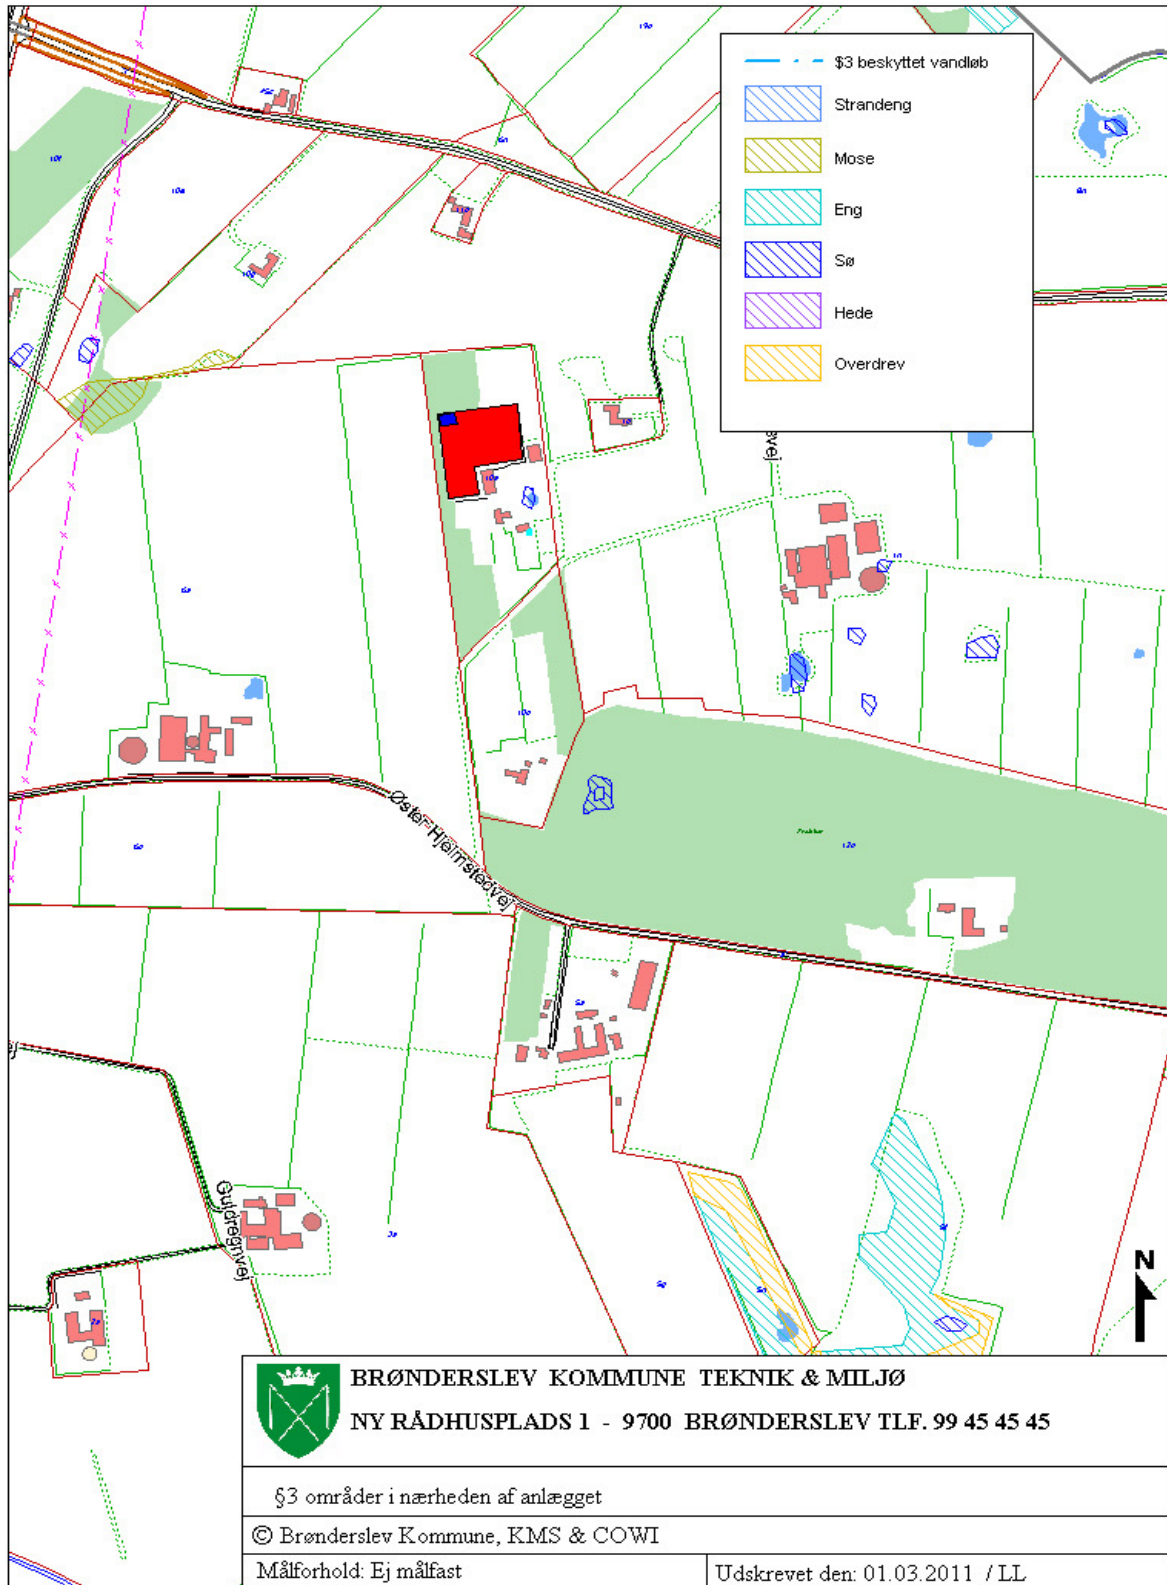 $3 beskyttet vandløb
Strandeng
Mose
Eng
Sø
Hede
Overdrev
Øster Hjelmstedvej
Guldregnvej
N
BRØNDERSLEV KOMMUNE TEKNIK & MILJØ
NY RÅDHUSPLADS 1 - 9700 BRØNDERSLEV TLF. 99 45 45 45
§3 områder i nærheden af anlægget
© Brønderslev Kommune, KMS & COWI
Målforhold: Ej målfast
Udskrevet den: 01.03.2011 / LL